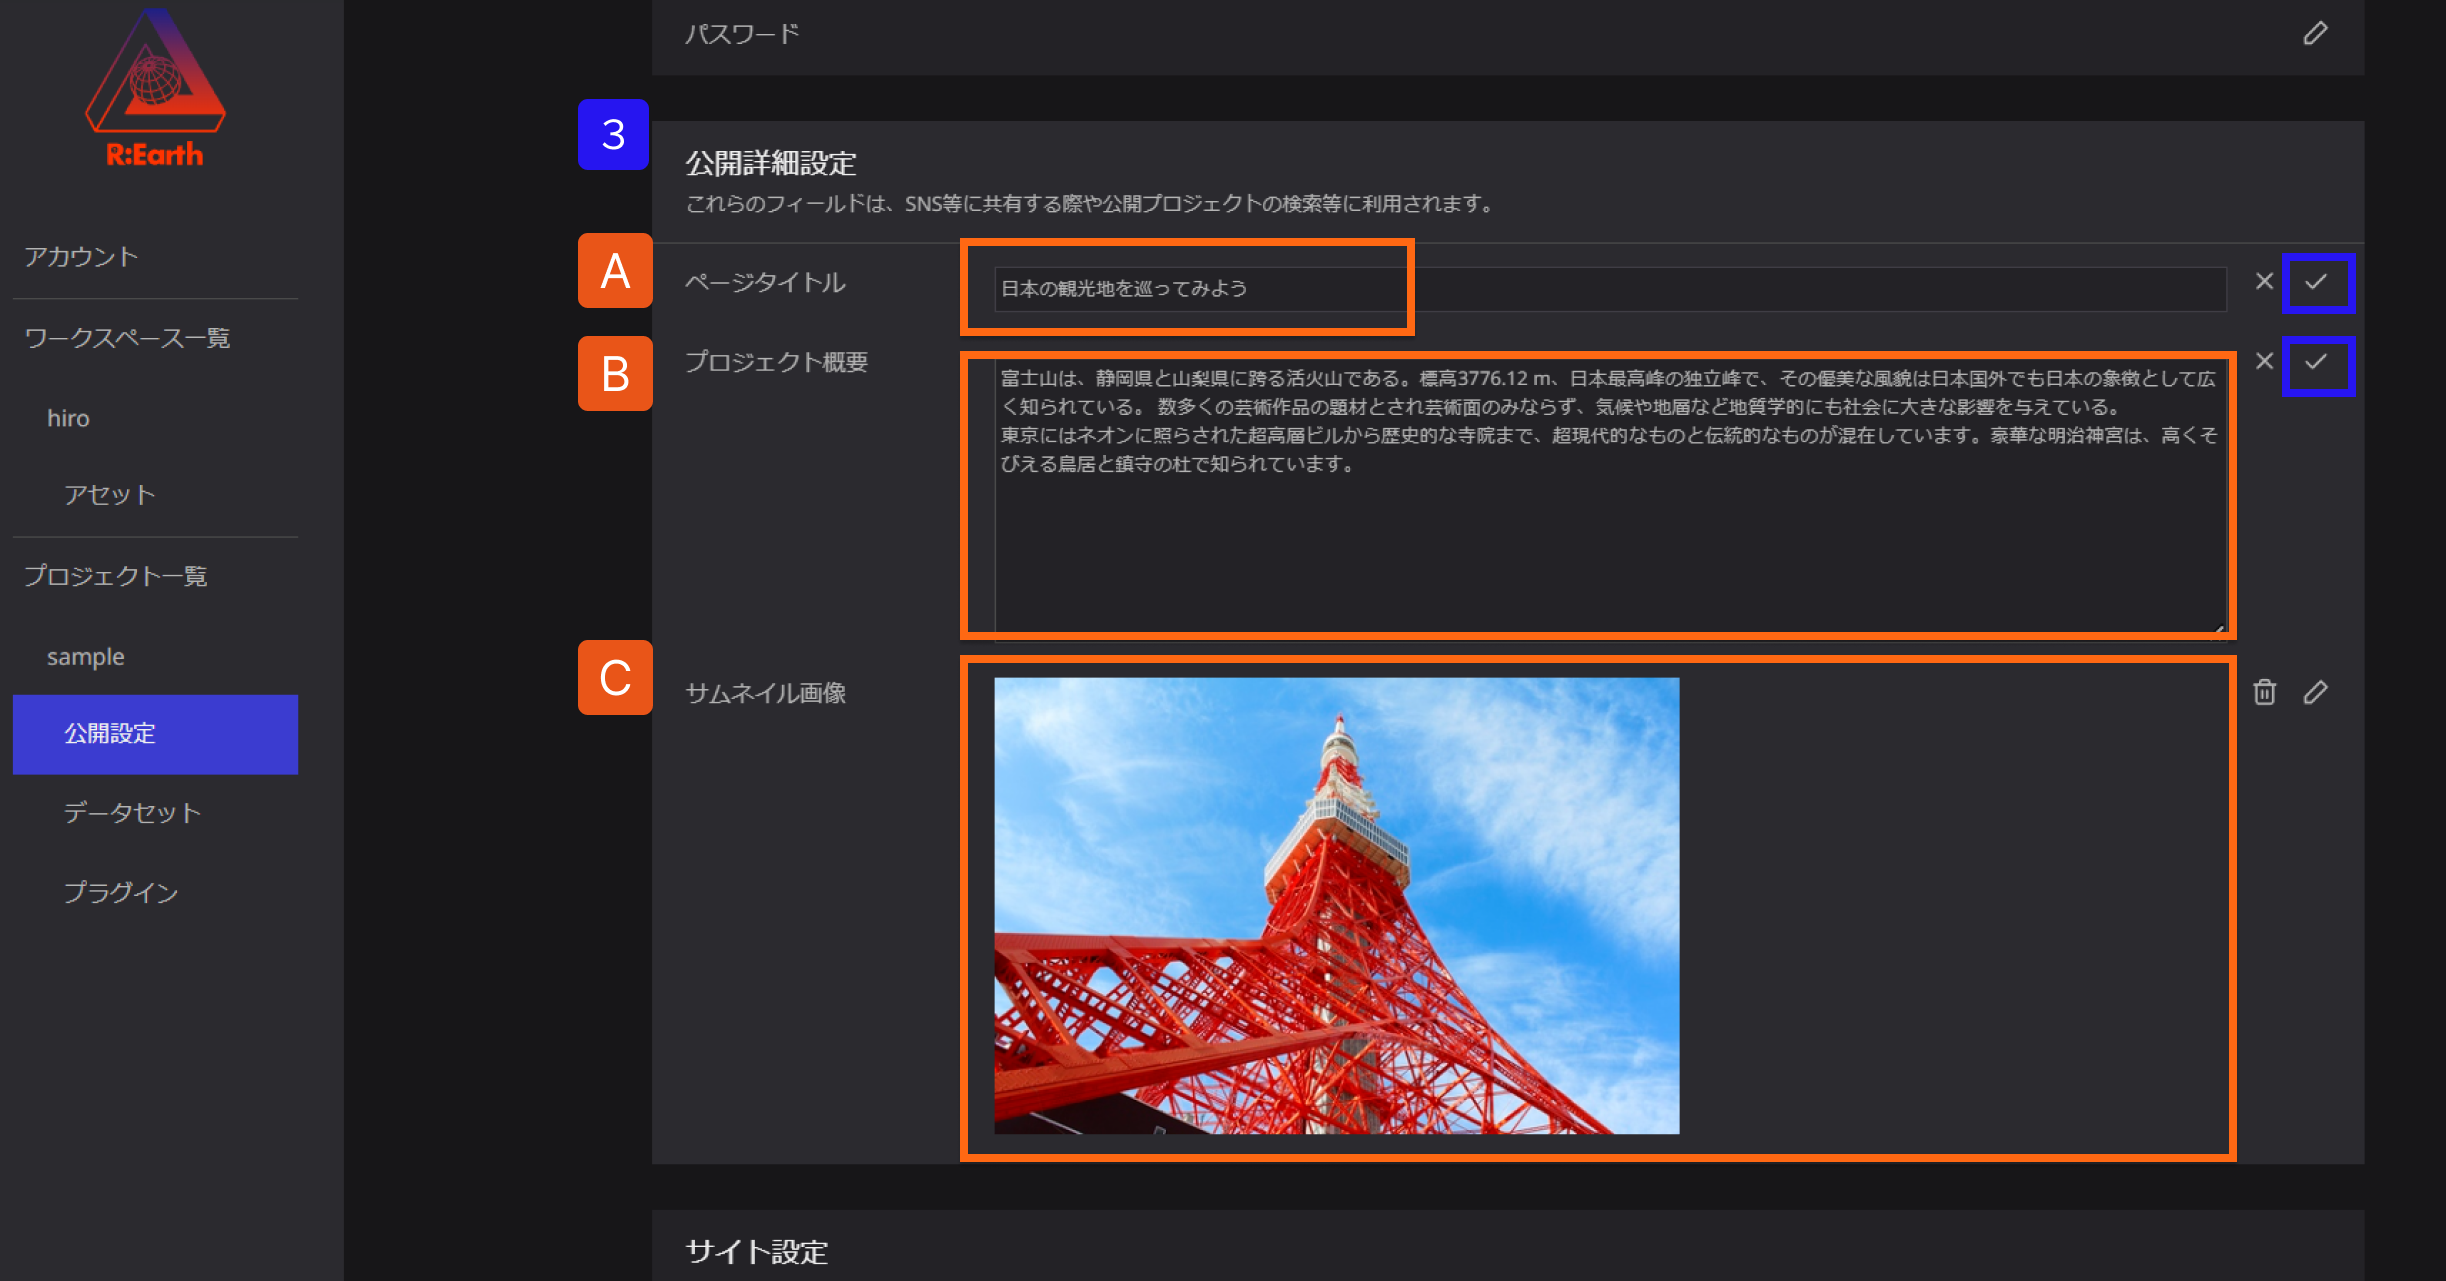 R:Earth
アカウント
ワークスペース一覧
hiro
アセット
プロジェクト一覧
sample
公開設定
データセット
プラグイン
パスワード
3
公開詳細設定
これらのフィールドは、SNS等に共有する際や公開プロジェクトの検索等に利用されます。
A
ページタイトル
日本の観光地を巡ってみよう
B
プロジェクト概要
富士山は、静岡県と山梨県に跨る活火山である。標高3776.12 m、日本最高峰の独立峰で、その優美な風貌は日本国外でも日本の象徴として広
く知られている。 数多くの芸術作品の題材とされ芸術面のみならず、気候や地層など地質学的にも社会に大きな影響を与えている。
東京にはネオンに照らされた超高層ビルから歴史的な寺院まで、超現代的なものと伝統的なものが混在しています。豪華な明治神宮は、高くそ
びえる鳥居と鎮守の杜で知られています。
C
サムネイル画像
サイト設定